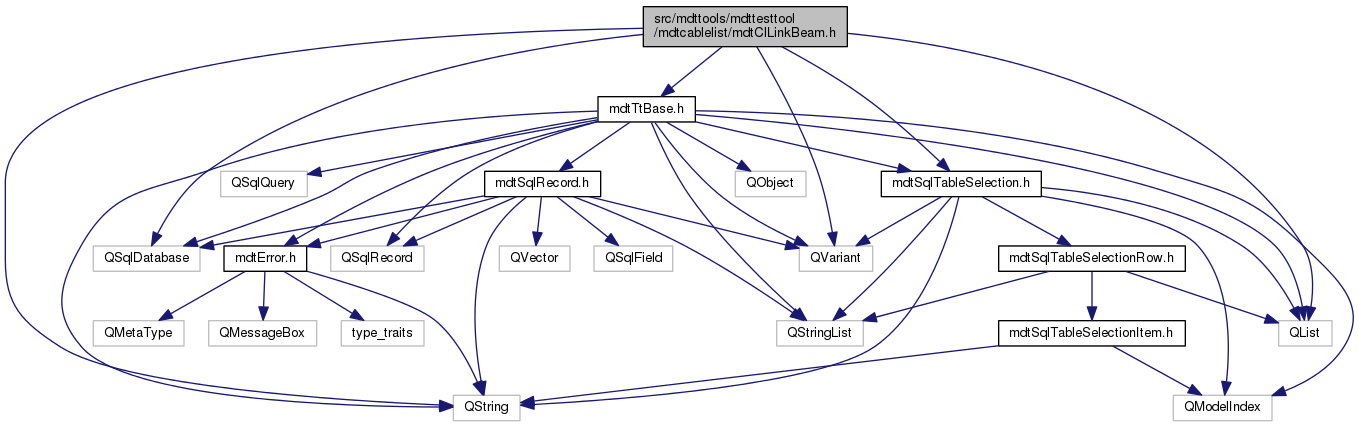 src/mdttools/mdttesttool
/mdtcablelist/mdtClLinkBeam.h
mdtTtBase.h
QSqlQuery
mdtSqlRecord.h
QObject
mdtSqlTableSelection.h
QSqlDatabase
mdtError.h
QSqlRecord
QVector
QSqlField
QVariant
mdtSqlTableSelectionRow.h
QMetaType
QMessageBox
type_traits
QStringList
mdtSqlTableSelectionItem.h
QList
QString
QModelIndex